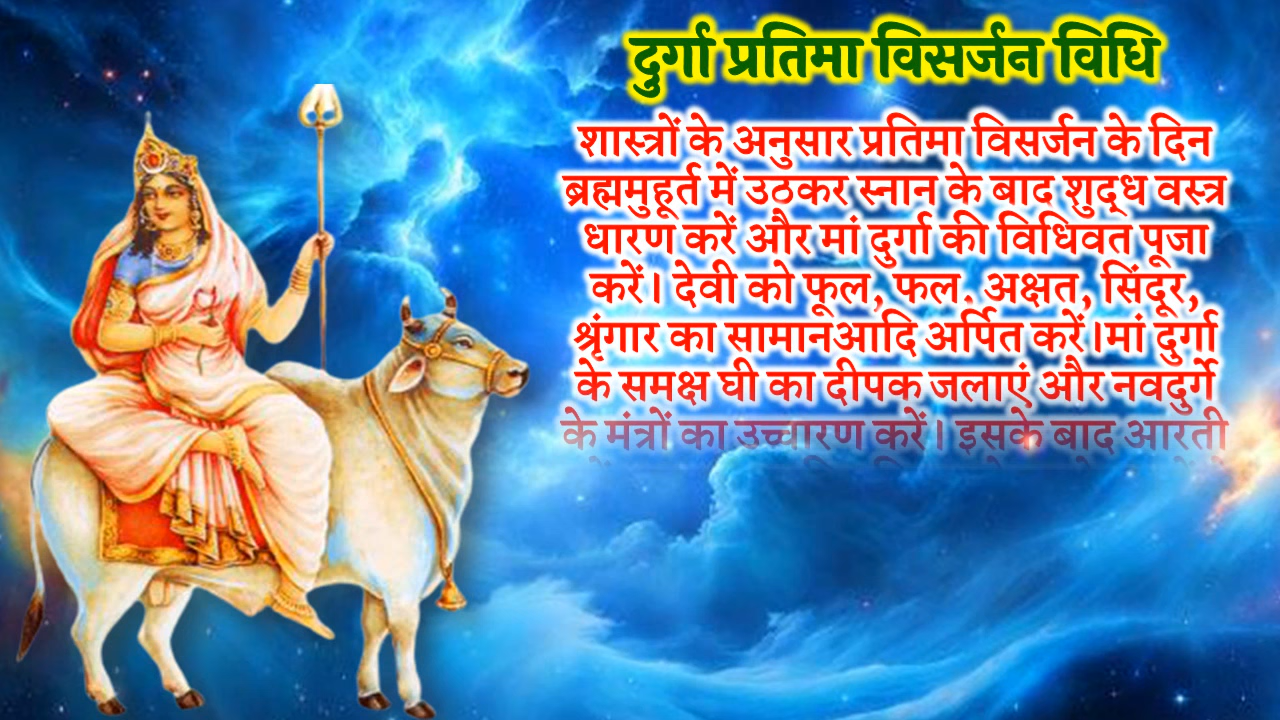 दुर्गा प्रतिमा विसर्जन विधि
शास्त्रों के अनुसार प्रतिमा विसर्जन के दिन
ब्रह्ममुहूर्त में उठकर स्नान के बाद शुद्ध वस्त्र
धारण करें और मां दुर्गा की विधिवत पूजा
करें। देवी को फूल, फल. अक्षत, सिंदूर,
श्रृंगार का सामानआदि अर्पित करें।मां दुर्गा
के समक्ष घी का दीपक जलाएं और नवदुर्गे
के मंत्रों का उच्चारण करें। इसके बाद आरती